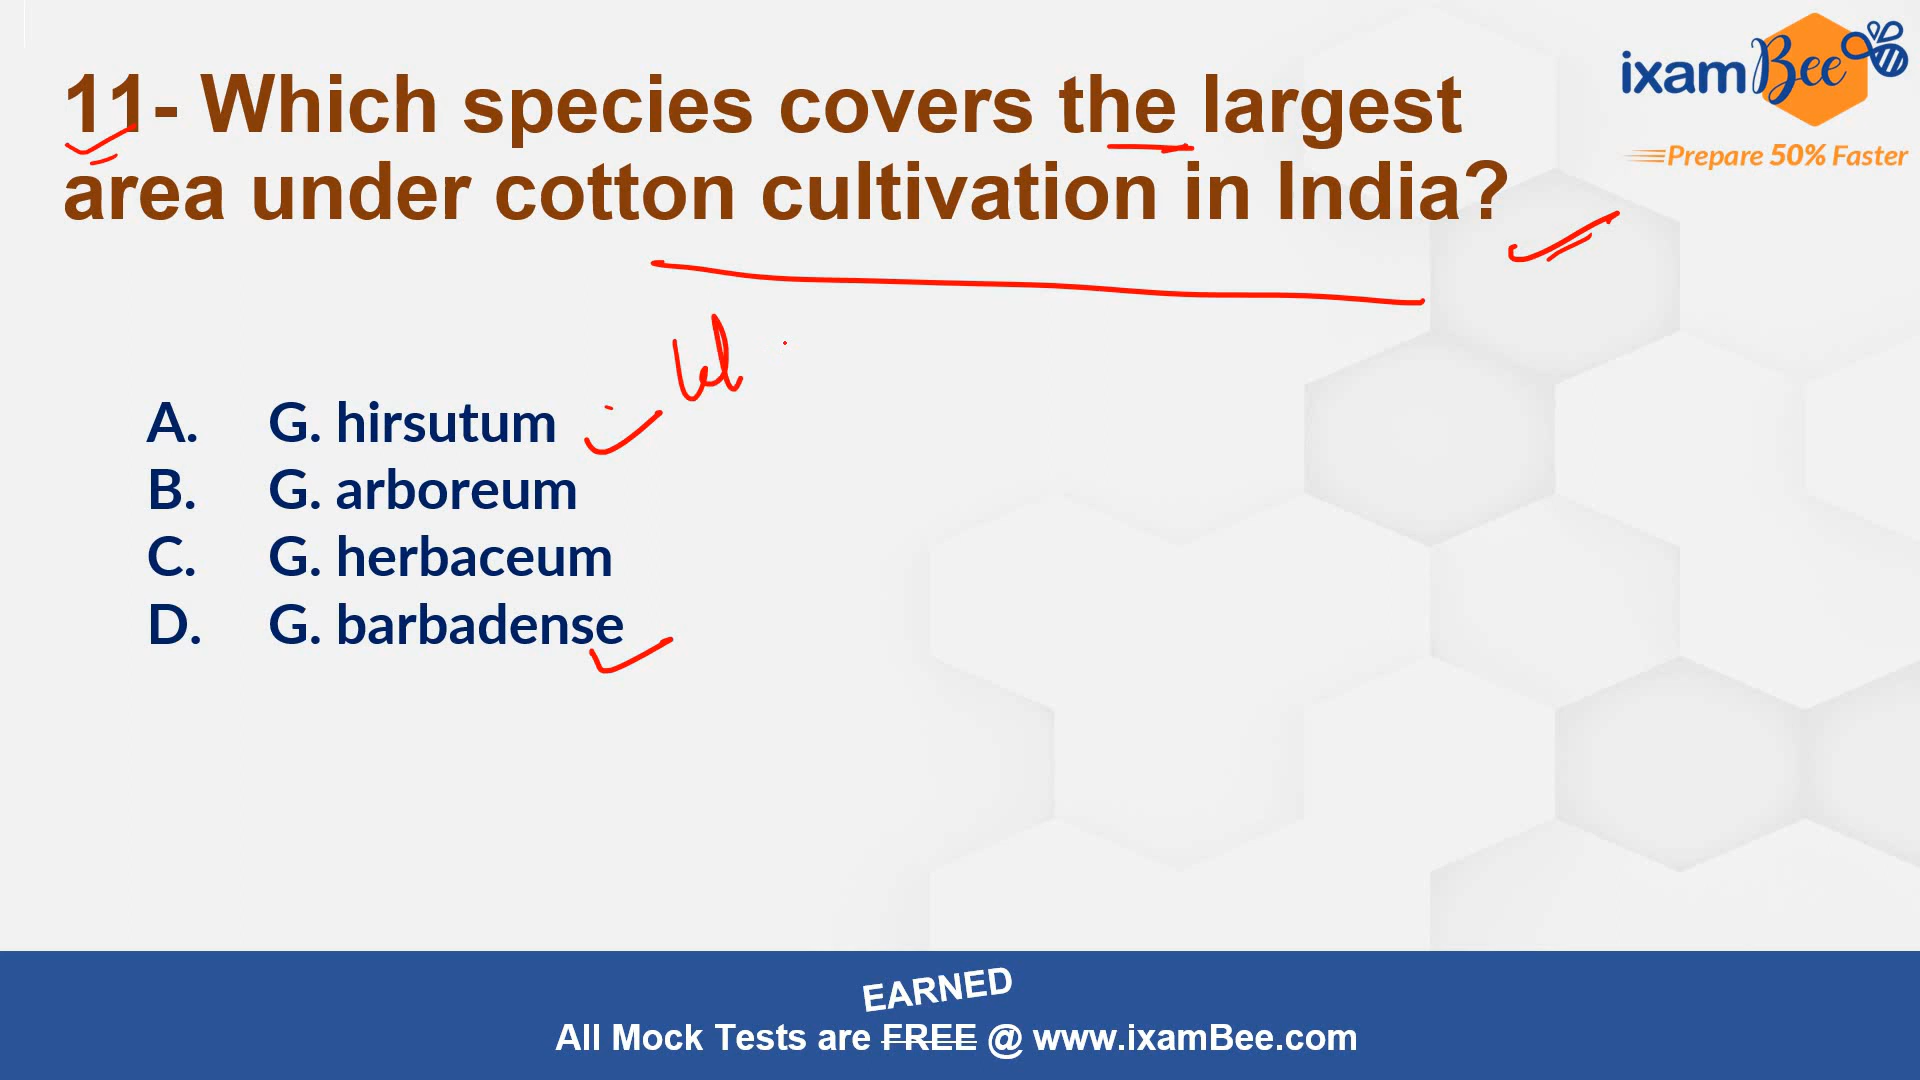 ixamBee
Prepare 50% Faster
11- Which species covers the largest
area under cotton cultivation in India?
A. G. hirsutum
B. G. arboreum
C. G. herbaceum
D. G. barbadense
EARNED
All Mock Tests are FREE @ www.ixamBee.com